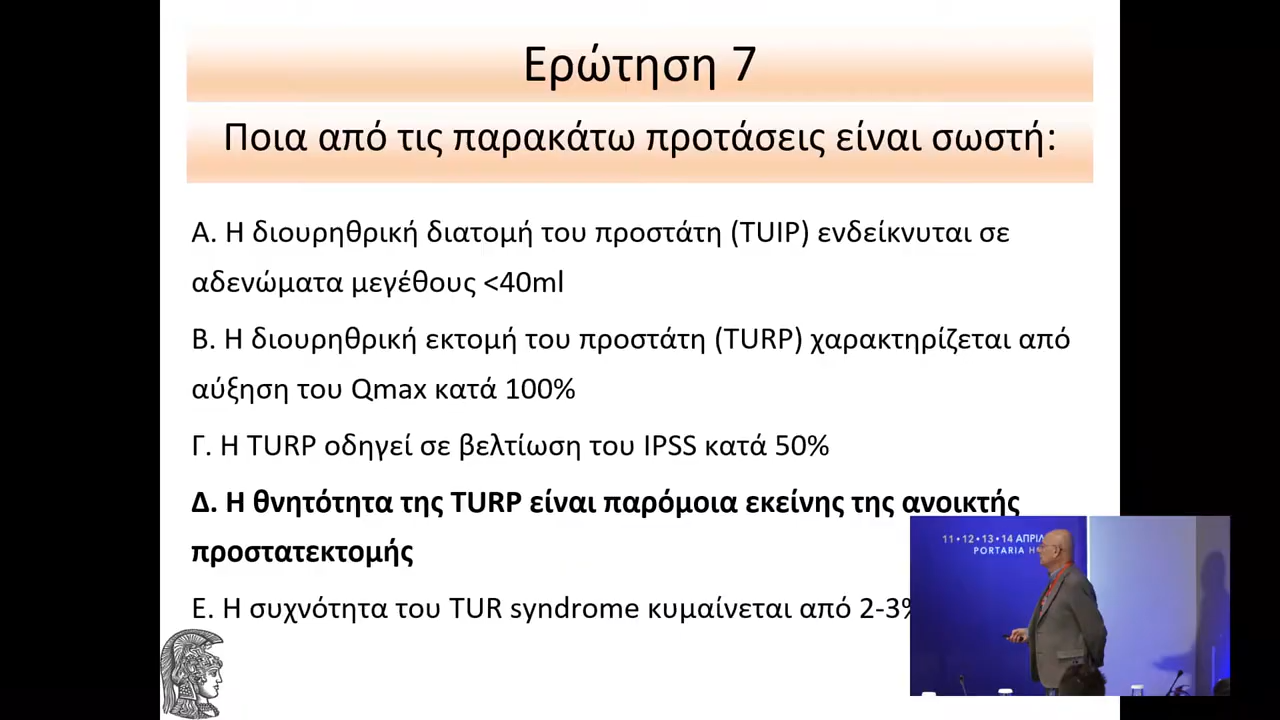 Ερώτηση 7
Ποια από τις παρακάτω προτάσεις είναι σωστή:
Α. Η διουρηθρική διατομή του προστάτη (TUIP) ενδείκνυται σε
αδενώματα μεγέθους <40ml
Β. Η διουρηθρική εκτομή του προστάτη (TURP) χαρακτηρίζεται από
αύξηση του Qmax κατά 100%
Γ. Η TURP οδηγεί σε βελτίωση του IPSS κατά 50%
Δ. Η θνητότητα της TURP είναι παρόμοια εκείνης της ανοικτής
προστατεκτομής
Ε. Η συχνότητα του TUR syndrome κυμαίνεται από 2-3%
11•12•13•14
PORTARIA